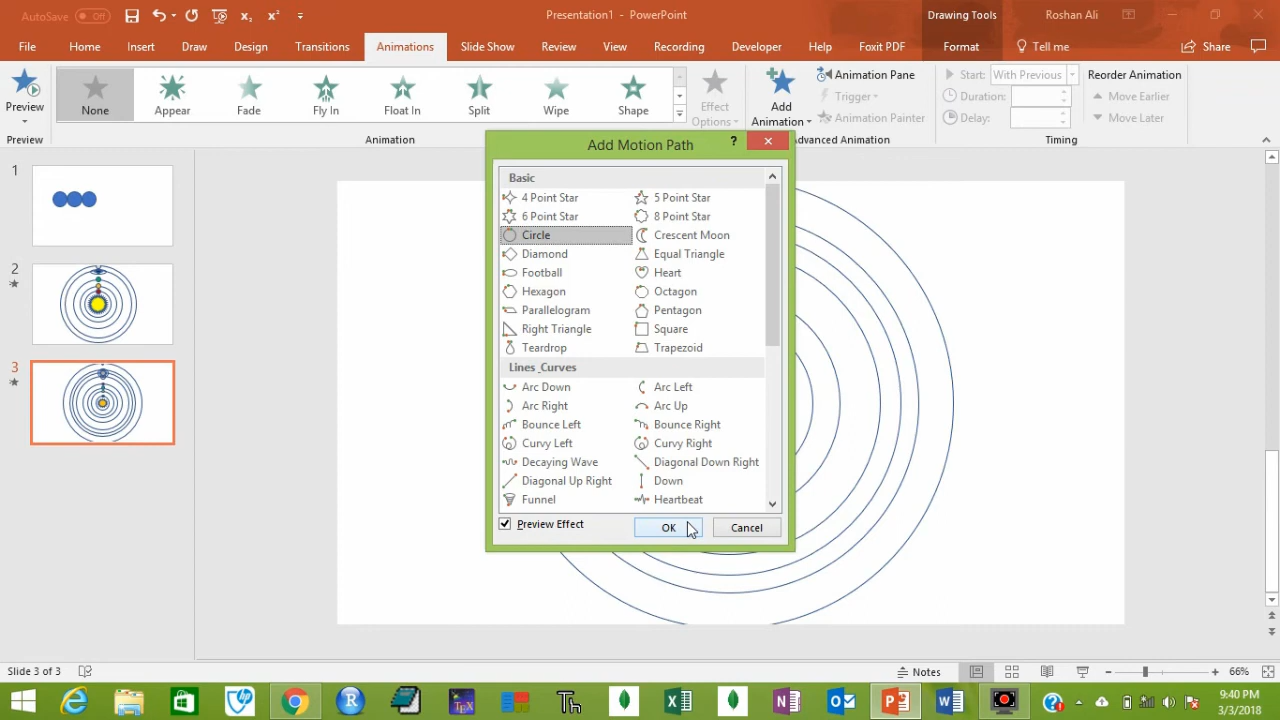 AutoSave Off
Presentation1 - PowerPoint
Drawing Tools
Roshan Ali
File Home Insert Draw Design Transitions Animations Slide Show Review View Recording Developer Help Foxit PDF Format Tell me Share
Preview
None Appear Fade Fly In Float In Split Wipe Shape
Effect
Options
Add
Animation
Animation Pane
Trigger
Animation Painter
Start: With Previous
Duration:
Delay:
Reorder Animation
Move Earlier
Move Later
Preview
Animation
dvanced Animation
Timing
Add Motion Path
?
Basic
4 Point Star 5 Point Star
6 Point Star 8 Point Star
Circle Crescent Moon
Diamond Equal Triangle
Football Heart
Hexagon Octagon
Parallelogram Pentagon
Right Triangle Square
Teardrop Trapezoid
Lines_Curves
Arc Down Arc Left
Arc Right Arc Up
Bounce Left Bounce Right
Curvy Left Curvy Right
Decaying Wave Diagonal Down Right
Diagonal Up Right Down
Funnel Heartbeat
Preview Effect
OK Cancel
1
2
3
Slide 3 of 3
Notes
66%
9:40 PM
3/3/2018